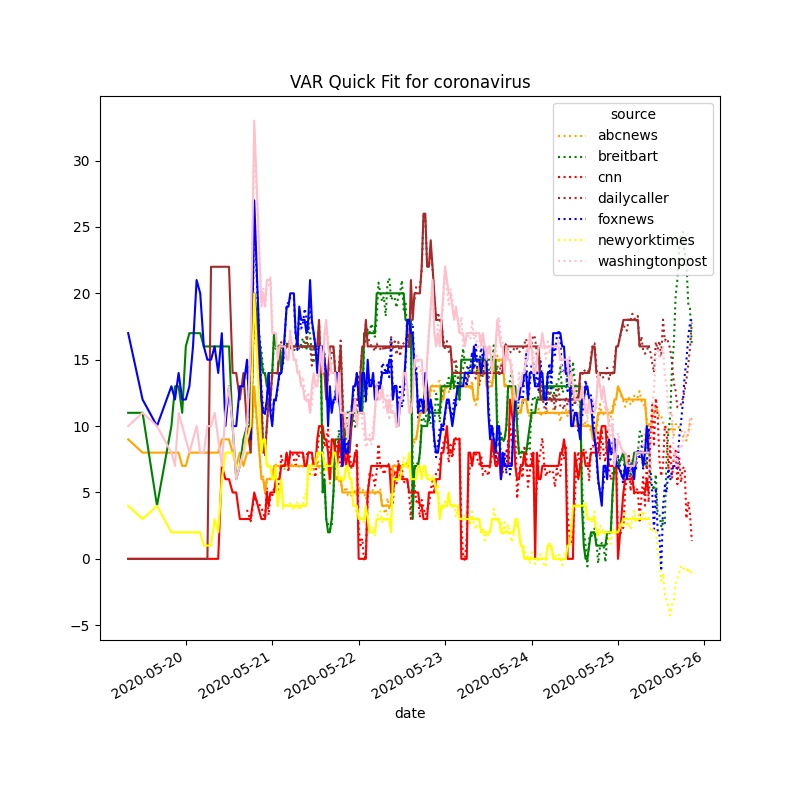 VAR Quick Fit for coronavirus
source
abcnews
breitbart
cnn
dailycaller
foxnews
newyorktimes
washingtonpost
30
25
20
15
10
5
0
−5
2020-05-20
2020-05-21
2020-05-22
2020-05-23
2020-05-24
2020-05-25
2020-05-26
date